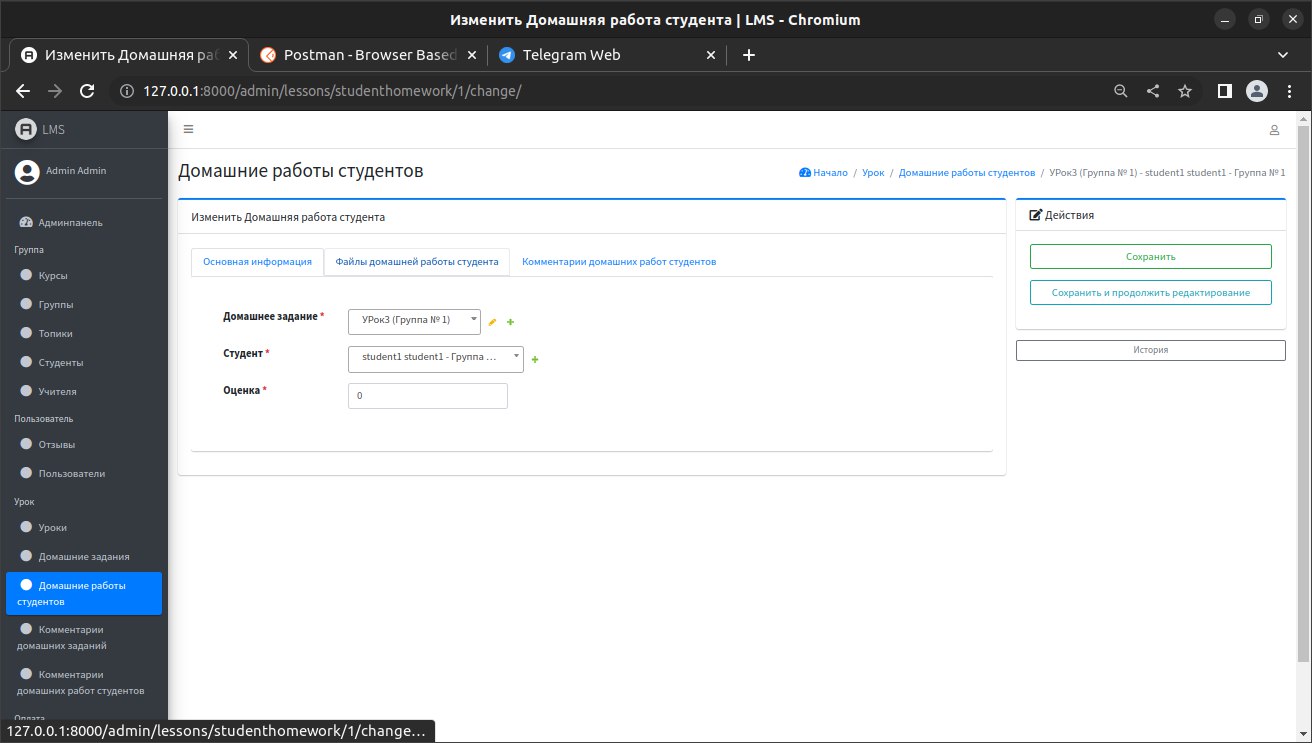 Изменить Домашняя работа студента | LMS - Chromium
Изменить Домашняя раб
Postman - Browser Based
Telegram Web
127.0.0.1:8000/admin/lessons/studenthomework/1/change/
LMS
Admin Admin
Админпанель
Группа
Курсы
Группы
Топики
Студенты
Учителя
Пользователь
Отзывы
Пользователи
Урок
Уроки
Домашние задания
Домашние работы
студентов
Комментарии
домашних заданий
Комментарии
домашних работ студентов
Оплата
127.0.0.1:8000/admin/lessons/studenthomework/1/change...
Домашние работы студентов
Начало / Урок / Домашние работы студентов / УРок3 (Группа № 1) - student1 student1 - Группа № 1
Изменить Домашняя работа студента
Основная информация
Файлы домашней работы студента
Комментарии домашних работ студентов
Домашнее задание *
УРок3 (Группа № 1)
Студент *
student1 student1 - Группа ...
Оценка *
0
Действия
Сохранить
Сохранить и продолжить редактирование
История